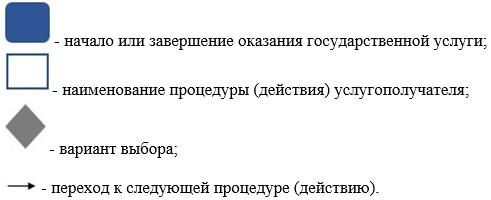 - начало или завершение оказания государственной услуги;
- наименование процедуры (действия) услугополучателя;
- вариант выбора;
- переход к следующей процедуре (действию).